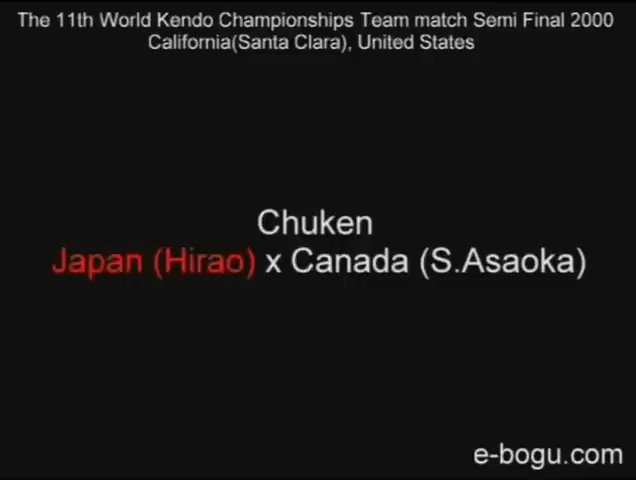 The 11th World Kendo Championships Team match Semi Final 2000
California(Santa Clara), United States
Chuken
Japan (Hirao) x Canada (S.Asaoka)
e-bogu.com